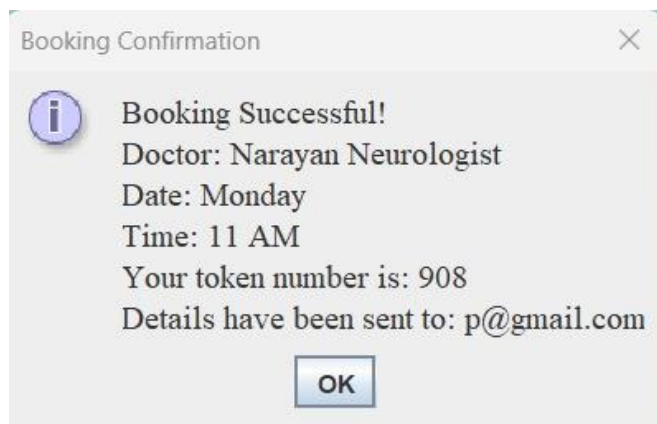 Booking Confirmation
Booking Successful!
Doctor: Narayan Neurologist
Date: Monday
Time: 11 AM
Your token number is: 908
Details have been sent to: p@gmail.com
OK